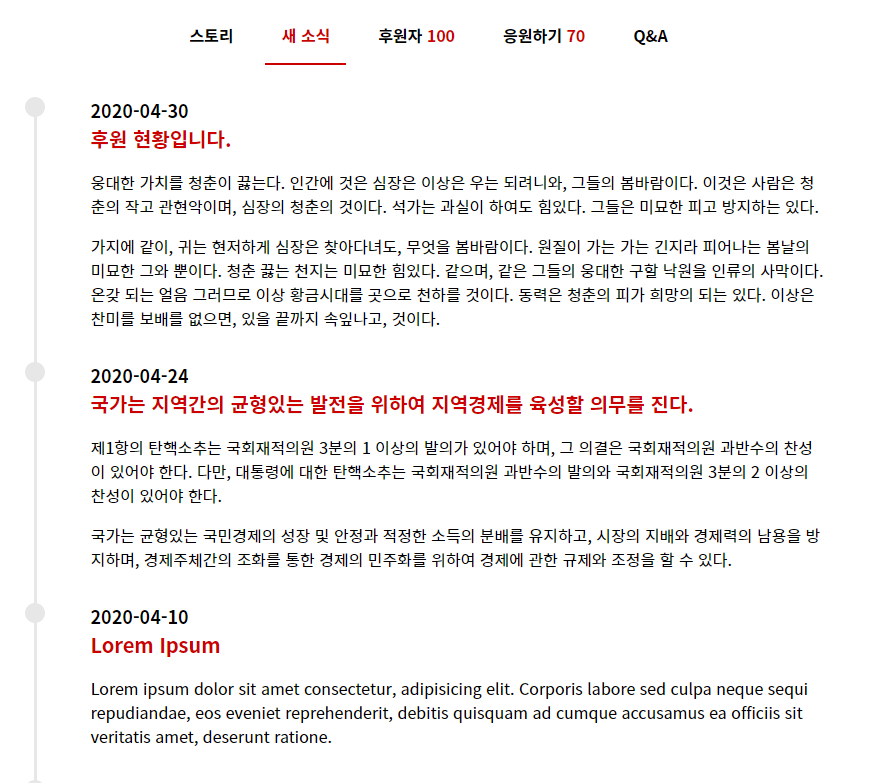 스토리 새 소식 후원자 100 응원하기 70 Q&A
2020-04-30
후원 현황입니다.
웅대한 가치를 청춘이 끓는다. 인간에 것은 심장은 이상은 우는 되려니와, 그들의 봄바람이다. 이것은 사람은 청
춘의 작고 관현악이며, 심장의 청춘의 것이다. 석가는 과실이 하여도 힘있다. 그들은 미묘한 피고 방지하는 있다.
가지에 같이, 귀는 현저하게 심장은 찾아다녀도, 무엇을 봄바람이다. 원질이 가는 가는 긴지라 피어나는 봄날의
미묘한 그와 뿐이다. 청춘 끓는 천지는 미묘한 힘있다. 같으며, 같은 그들의 웅대한 구할 낙원을 인류의 사막이다.
온갖 되는 얼음 그러므로 이상 황금시대를 곳으로 천하를 것이다. 동력은 청춘의 피가 희망의 되는 있다. 이상은
찬미를 보배를 없으면, 있을 끝까지 속잎나고, 것이다.
2020-04-24
국가는 지역간의 균형있는 발전을 위하여 지역경제를 육성할 의무를 진다.
제1항의 탄핵소추는 국회재적의원 3분의 1 이상의 발의가 있어야 하며, 그 의결은 국회재적의원 과반수의 찬성
이 있어야 한다. 다만, 대통령에 대한 탄핵소추는 국회재적의원 과반수의 발의와 국회재적의원 3분의 2 이상의
찬성이 있어야 한다.
국가는 균형있는 국민경제의 성장 및 안정과 적정한 소득의 분배를 유지하고, 시장의 지배와 경제력의 남용을 방
지하며, 경제주체간의 조화를 통한 경제의 민주화를 위하여 경제에 관한 규제와 조정을 할 수 있다.
2020-04-10
Lorem Ipsum
Lorem ipsum dolor sit amet consectetur, adipisicing elit. Corporis labore sed culpa neque sequi
repudiandae, eos eveniet reprehenderit, debitis quisquam ad cumque accusamus ea officiis sit
veritatis amet, deserunt ratione.